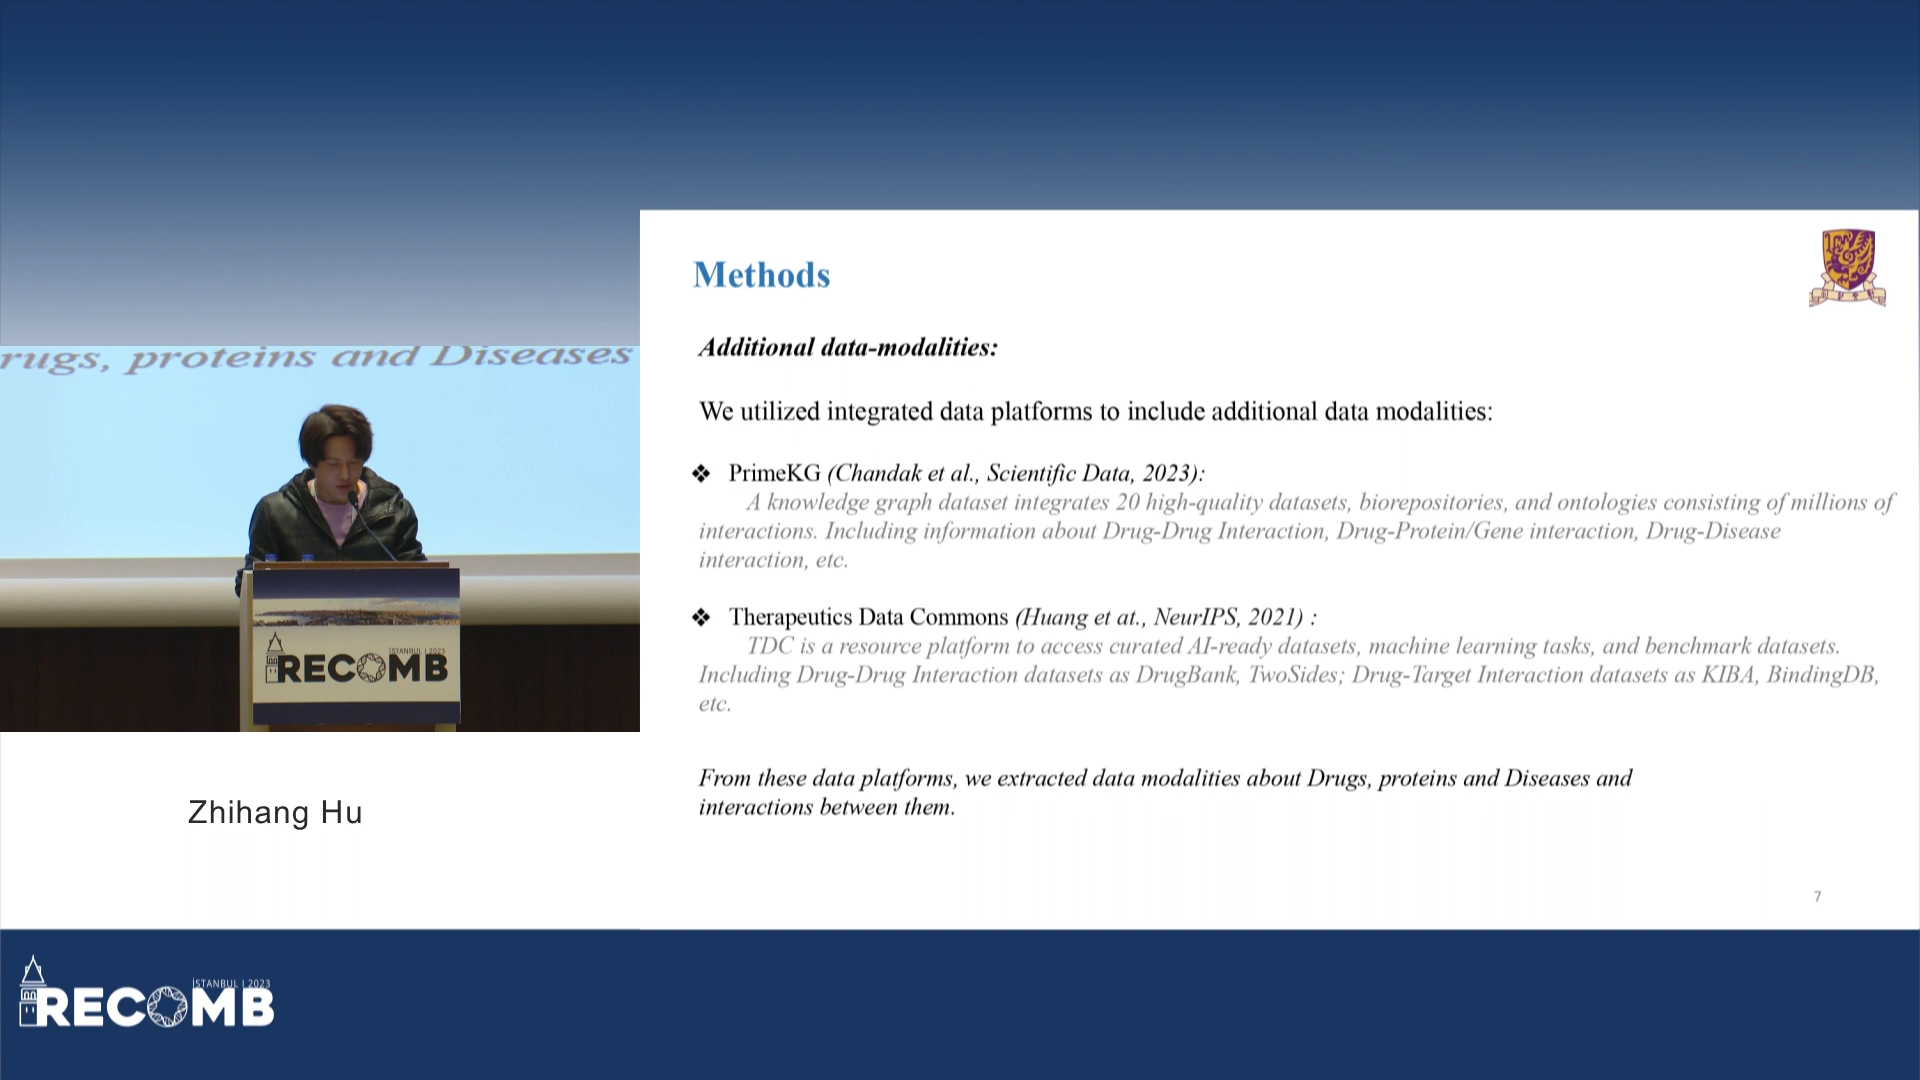 Methods
Additional data-modalities:
We utilized integrated data platforms to include additional data modalities:
❖ PrimeKG (Chandak et al., Scientific Data, 2023):
A knowledge graph dataset integrates 20 high-quality datasets, biorepositories, and ontologies consisting of millions of
interactions. Including information about Drug-Drug Interaction, Drug-Protein/Gene interaction, Drug-Disease
interaction, etc.
❖ Therapeutics Data Commons (Huang et at., NeurIPS, 2021) :
TDC is a resource platform to access curated AI-ready datasets, machine learning tasks, and benchmark datasets.
Including Drug-Drug Interaction datasets as DrugBank, TwoSides; Drug-Target Interaction datasets as KIBA, BindingDB,
etc.
From these data platforms, we extracted data modalities about Drugs, proteins and Diseases and
interactions between them.
7
rugs, proteins and Diseases
İSTANBUL | 2023
RECOMB
Zhihang Hu
İSTANBUL | 2023
RECOMB